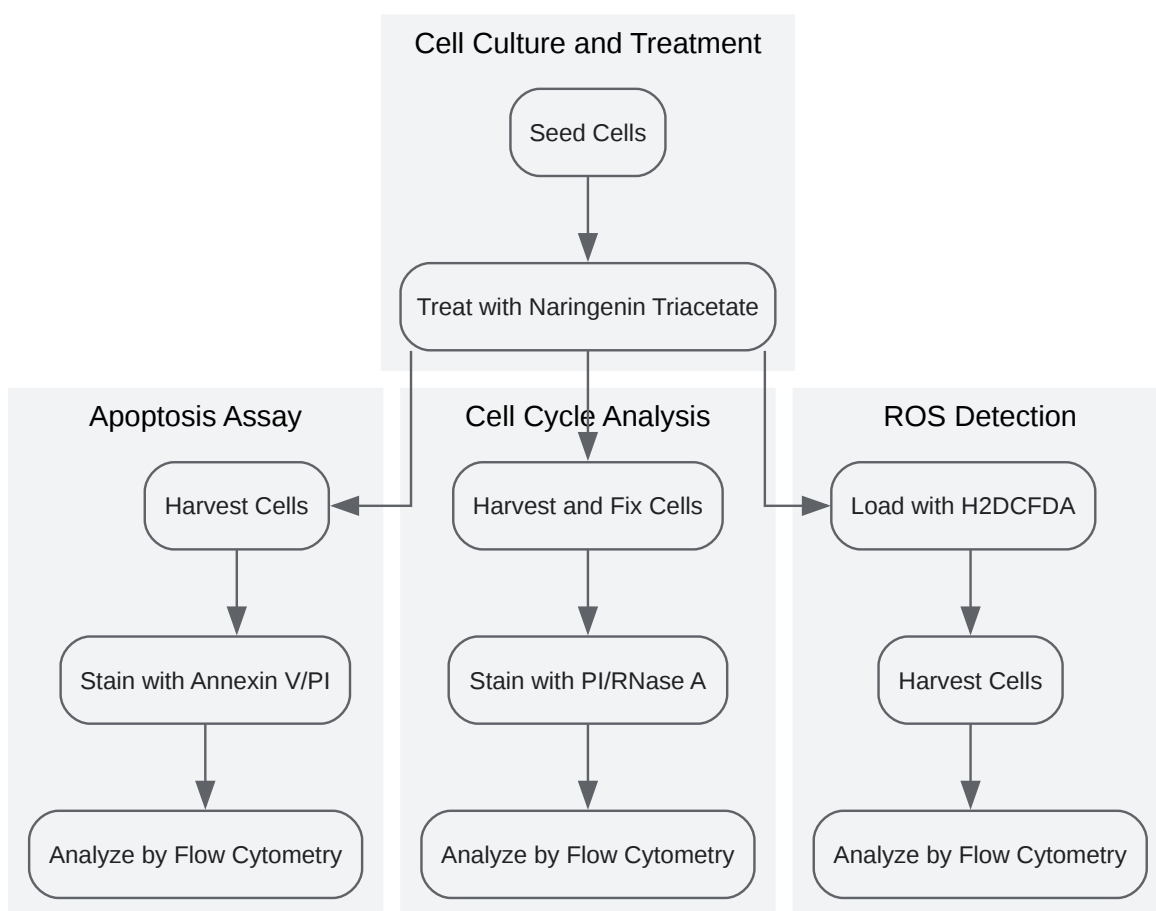 Cell Culture and Treatment
Seed Cells
Treat with Naringenin Triacetate
Apoptosis Assay
Harvest Cells
Stain with Annexin V/PI
Analyze by Flow Cytometry
Cell Cycle Analysis
Harvest and Fix Cells
Stain with PI/RNase A
Analyze by Flow Cytometry
ROS Detection
Load with H2DCFDA
Harvest Cells
Analyze by Flow Cytometry